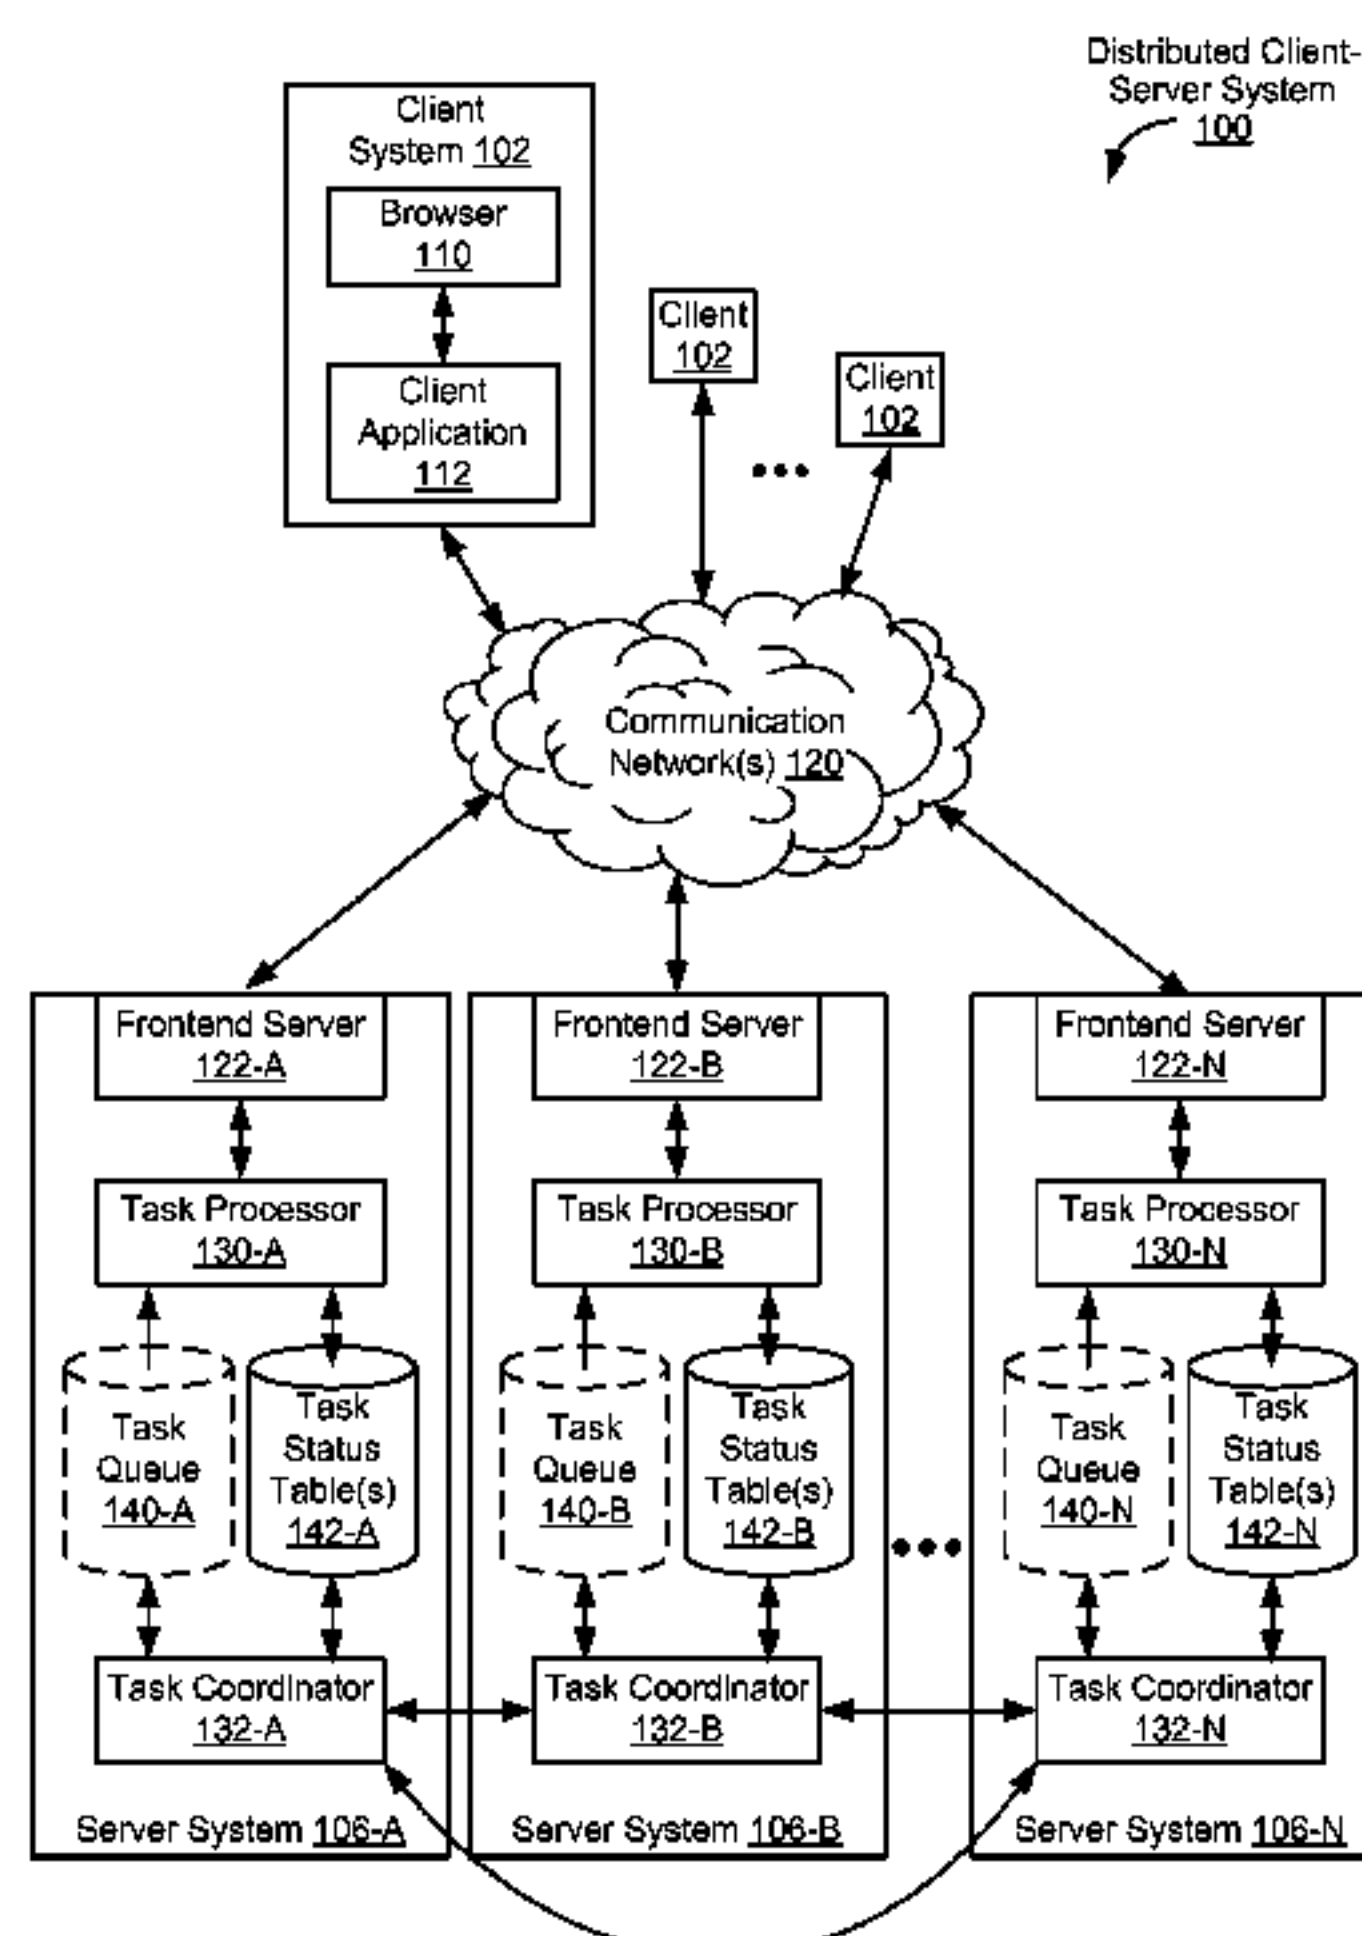 Distributed Client-
Server System
100
Client
System 102
Browser
110
Client
Application
112
Client
102
Client
102
Communication
Network(s) 120
Frontend Server
122-A
Task Processor
130-A
Task
Queue
140-A
Task
Status
Table(s)
142-A
Task Coordinator
132-A
Server System 106-A
Frontend Server
122-B
Task Processor
130-B
Task
Queue
140-B
Task
Status
Table(s)
142-B
Task Coordinator
132-B
Server System 106-B
Frontend Server
122-N
Task Processor
130-N
Task
Queue
140-N
Task
Status
Table(s)
142-N
Task Coordinator
132-N
Server System 106-N